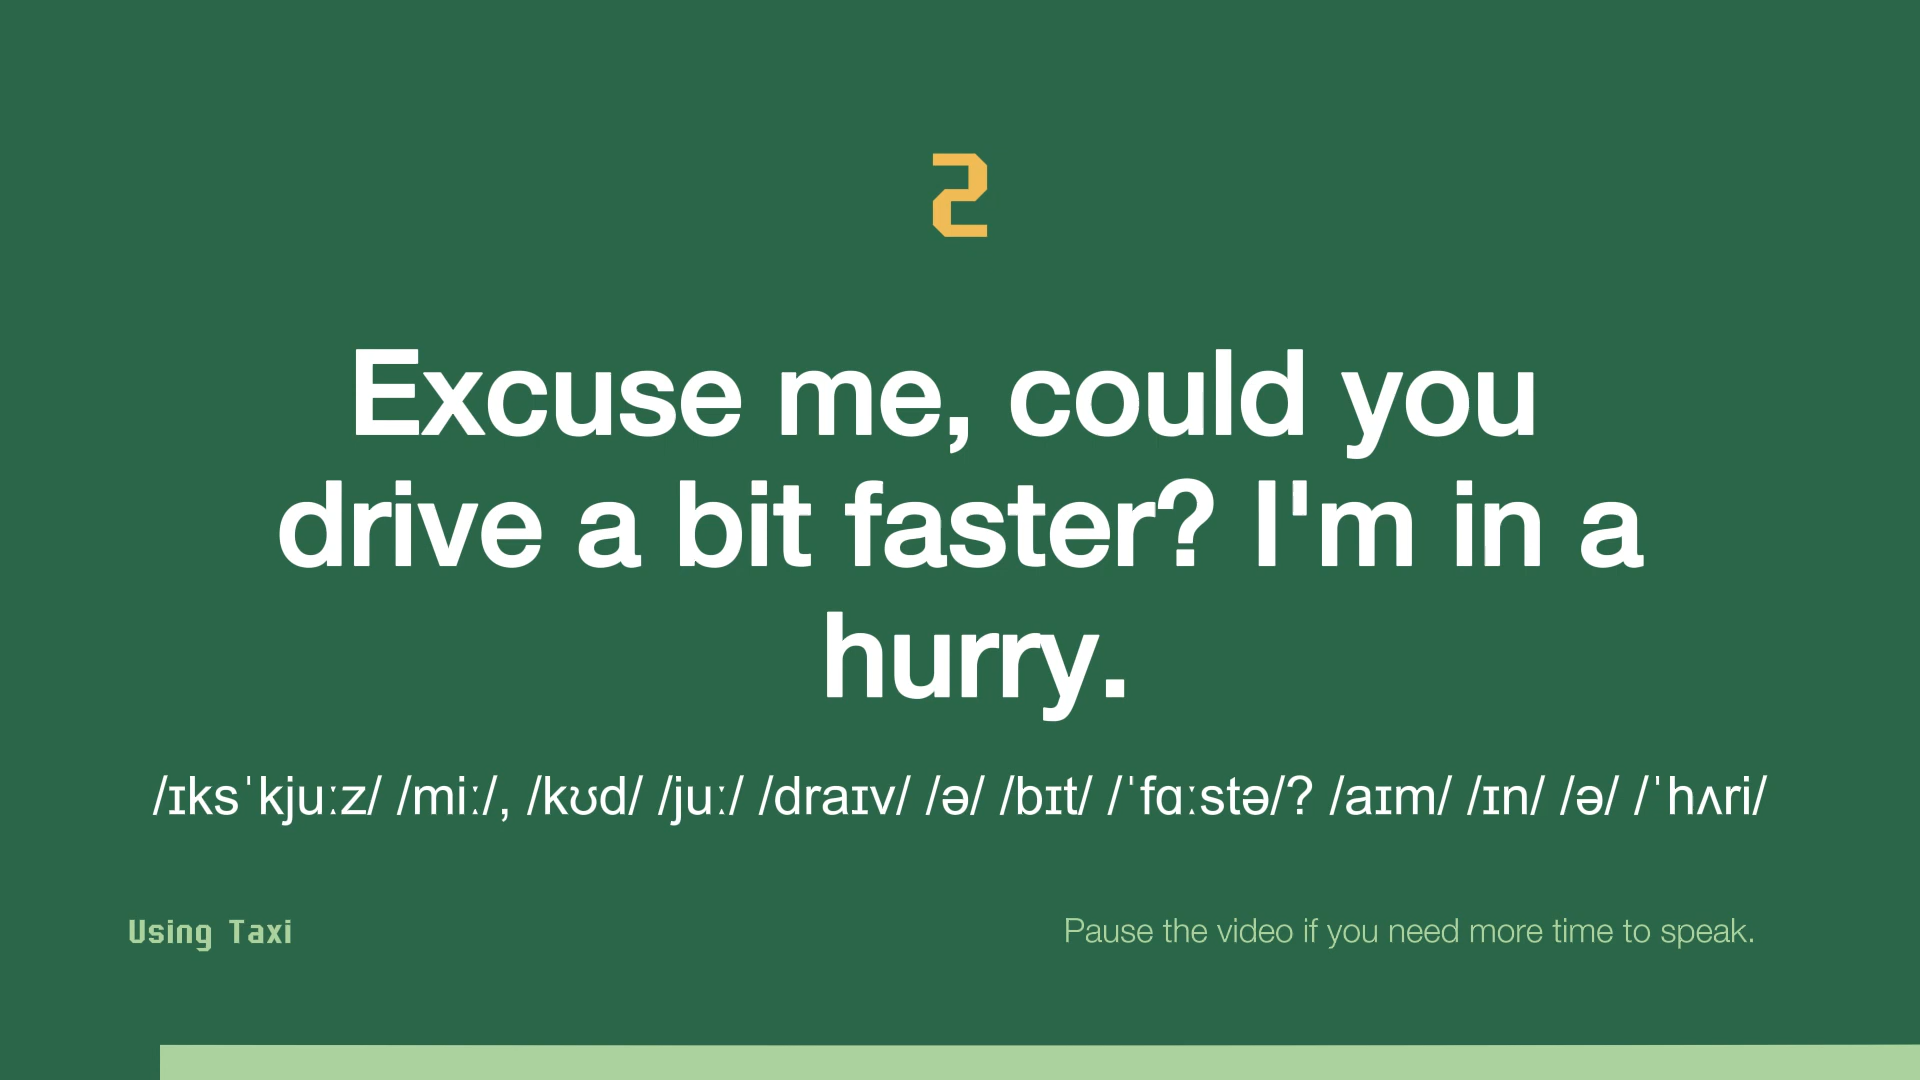 2
Excuse me, could you
drive a bit faster? I'm in a
hurry.
/ɪksˈkjuːz/ /miː/, /kʊd/ /juː/ /draɪv/ /ə/ /bɪt/ /ˈfɑːstə/? /aɪm/ /ɪn/ /ə/ /ˈhʌri/
Using Taxi
Pause the video if you need more time to speak.